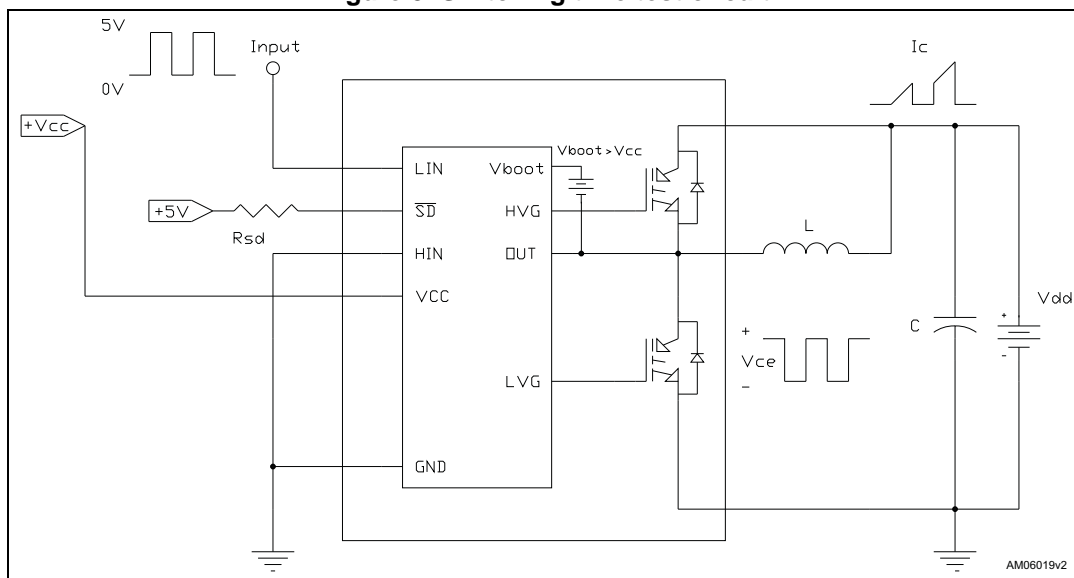 5V
0V
Input
Ic
+Vcc
Vboot>Vcc
LIN
Vboot
+5V
SD
HVG
Rsd
HIN
OUT
L
VCC
Vdd
C
+
-
+
Vce
-
LVG
GND
AM06019v2